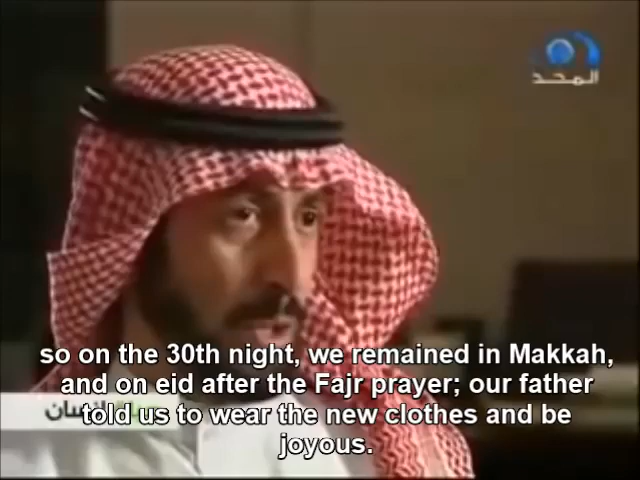 المجد
so on the 30th night, we remained in Makkah,
and on eid after the Fajr prayer; our father
told us to wear the new clothes and be
joyous.